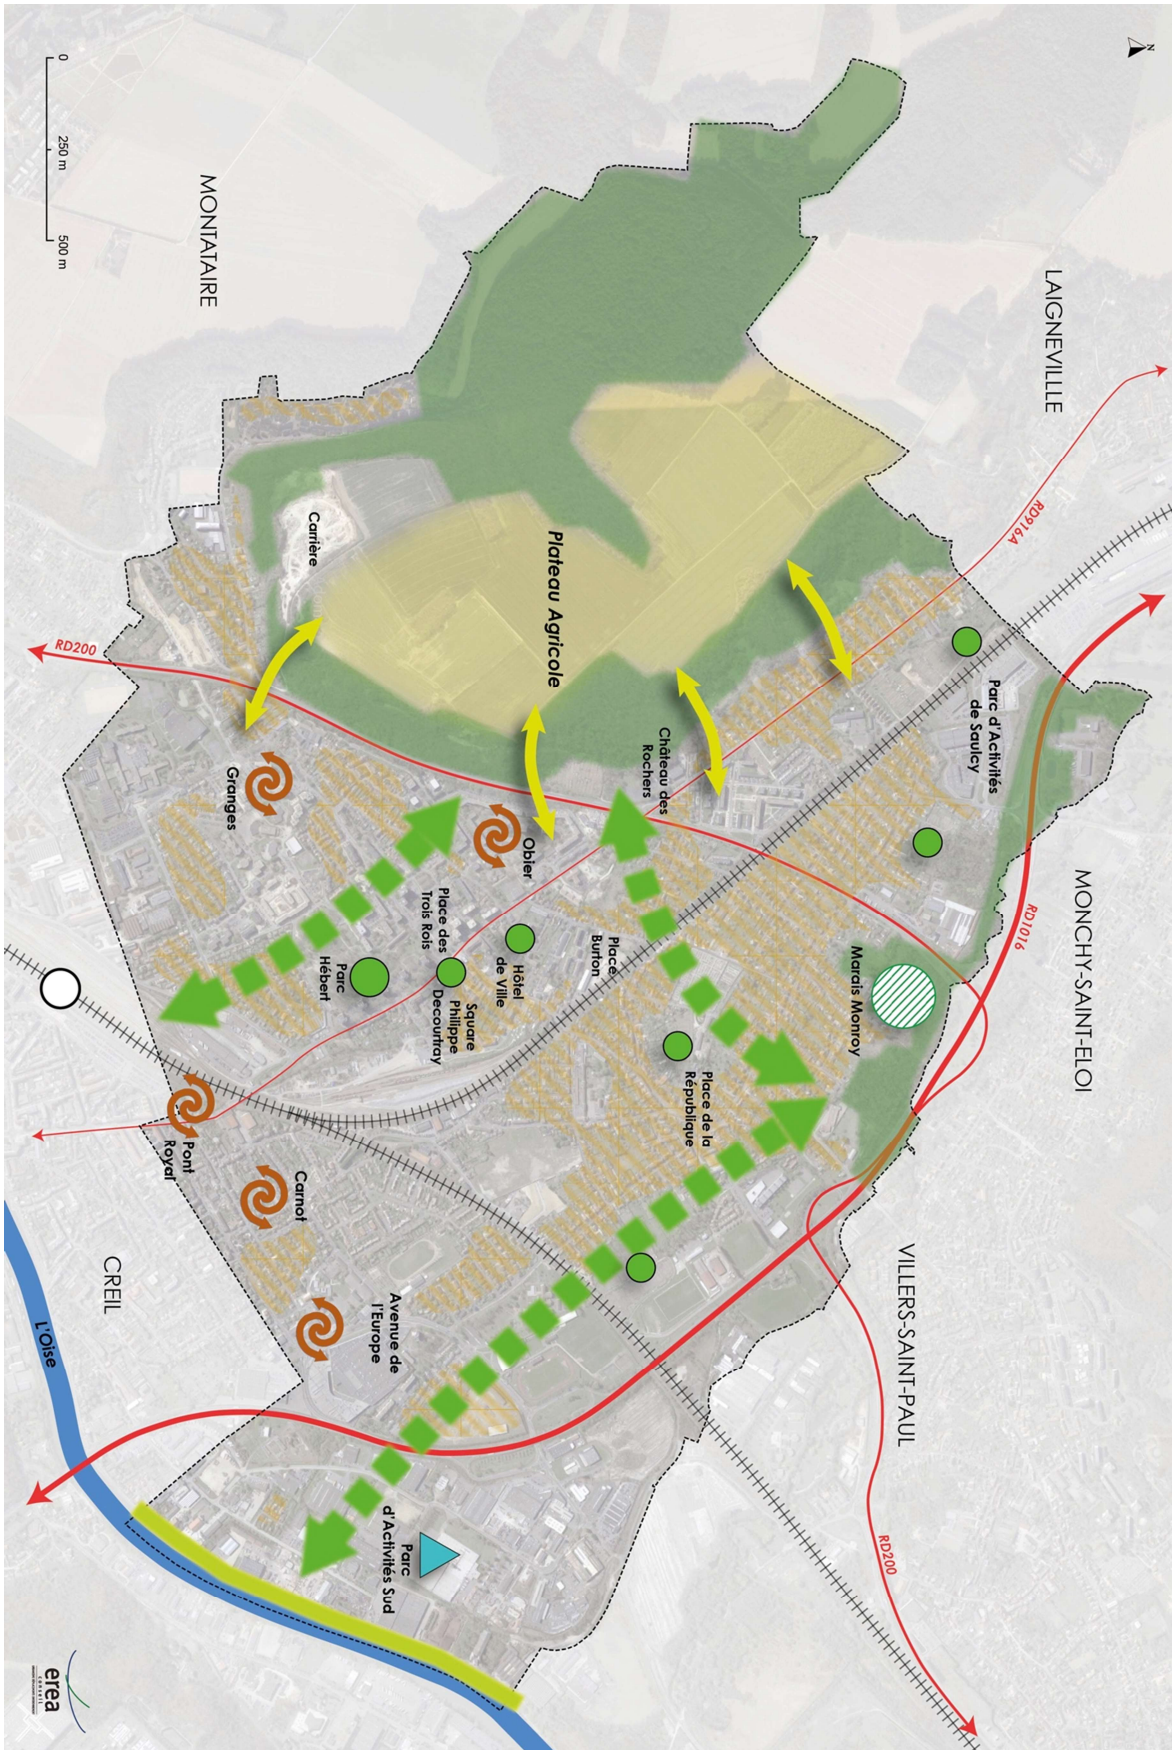 N
0
250 m
500 m
MONTATAIRE
LAIGNEVILLLE
RD916A
Carrière
Plateau Agricole
RD200
Parc d'Activités
de Saulcy
Château des
Rochers
Granges
Obier
MONCHY-SAINT-ELOI
RD1016
Place des
Trois Rois
Hôtel
de Ville
Place
Burton
Marais Monroy
Parc
Hébert
Square
Philippe
Decourtray
Place de la
République
Pont
Royal
Carnot
CREIL
VILLERS-SAINT-PAUL
Avenue de
l'Europe
L'Oise
Parc
d'Activités Sud
RD200
erea
conseil